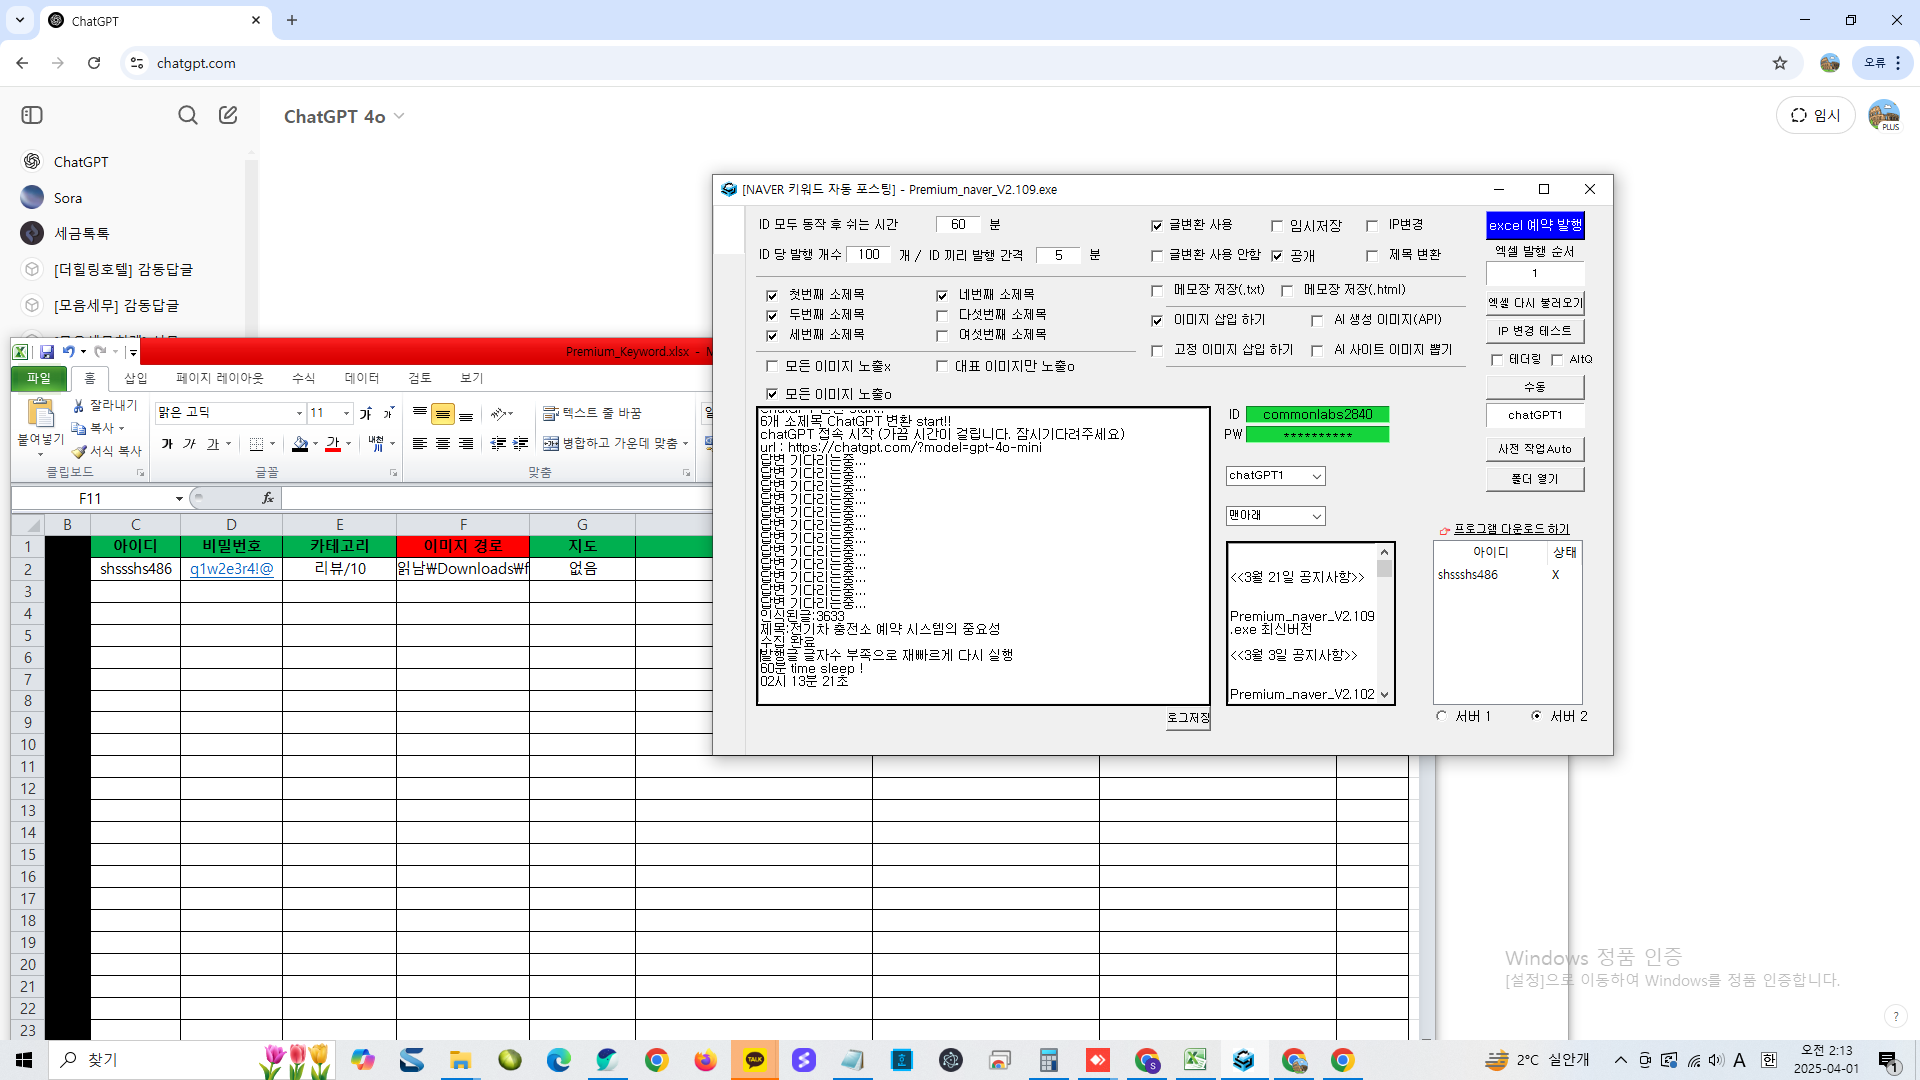 ChatGPT
chatgpt.com
오류
ChatGPT 4o
임시
PLUS
ChatGPT
Sora
세금톡톡
[더힐링호텔] 감동답글
[모음세무] 감동답글
Premium_Keyword.xlsx - M
파일 홈 삽입 페이지 레이아웃 수식 데이터 검토 보기
붙여넣기
잘라내기
복사
서식 복사
클립보드
맑은 고딕 11 가 가
가 가 가 가 내천
글꼴
텍스트 줄 바꿈
병합하고 가운데 맞춤
맞춤
F11 fx
B C D E F G
1 아이디 비밀번호 카테고리 이미지 경로 지도
2 shssshs486 q1w2e3r4!@ 리뷰/10 읽남₩Downloads₩f 없음
3
4
5
6
7
8
9
10
11
12
13
14
15
16
17
18
19
20
21
22
23
[NAVER 키워드 자동 포스팅] - Premium_naver_V2.109.exe
ID 모두 동작 후 쉬는 시간 60 분
ID 당 발행 개수 100 개 / ID 끼리 발행 간격 5 분
첫번째 소제목 네번째 소제목
두번째 소제목 다섯번째 소제목
세번째 소제목 여섯번째 소제목
모든 이미지 노출x 대표 이미지만 노출o
모든 이미지 노출o
글변환 사용 임시저장 IP변경
글변환 사용 안함 공개 제목 변환
메모장 저장(.txt) 메모장 저장(.html)
이미지 삽입 하기 AI 생성 이미지(API)
고정 이미지 삽입 하기 AI 사이트 이미지 뽑기
excel 예약 발행
엑셀 발행 순서
1
엑셀 다시 불러오기
IP 변경 테스트
테더링 AltQ
수동
chatGPT1
사전 작업Auto
폴더 열기
6개 소제목 ChatGPT 변환 start!!
chatGPT 접속 시작 (가끔 시간이 걸립니다. 잠시기다려주세요)
url : https://chatgpt.com/?model=gpt-4o-mini
답변 기다리는중...
답변 기다리는중...
답변 기다리는중...
답변 기다리는중...
답변 기다리는중...
답변 기다리는중...
답변 기다리는중...
답변 기다리는중...
답변 기다리는중...
답변 기다리는중...
답변 기다리는중...
답변 기다리는중...
인식된글:3633
제목:전기차 충전소 예약 시스템의 중요성
수집 완료
발행글 글자수 부족으로 재빠르게 다시 실행
60분 time sleep !
02시 13분 21초
로그저장
ID commonlabs2840
PW **********
chatGPT1
맨아래
<<3월 21일 공지사항>>
Premium_naver_V2.109
.exe 최신버전
<<3월 3일 공지사항>>
Premium_naver_V2.102
프로그램 다운로드 하기
아이디 상태
shssshs486 X
서버 1 서버 2
Windows 정품 인증
[설정]으로 이동하여 Windows를 정품 인증합니다.
?
찾기
TALK
2°C 실안개
A 한
오전 2:13
2025-04-01
1